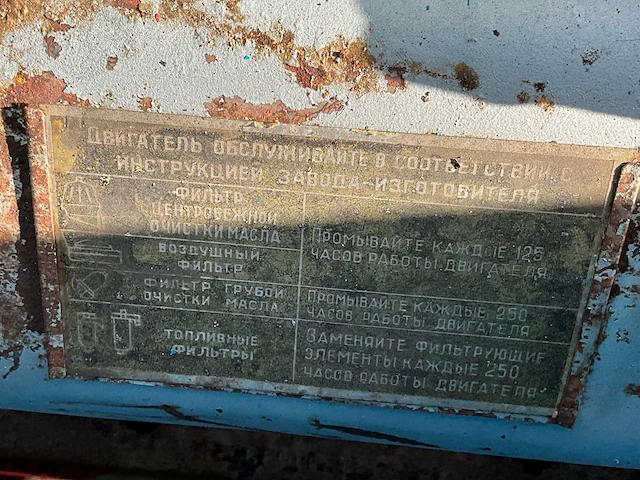 ДВИГАТЕЛЬ ОБСЛУЖИВАЙТЕ В СООТВЕТСТВИИ С
ИНСТРУКЦИЕЙ ЗАВОДА-ИЗГОТОВИТЕЛЯ
ФИЛЬТР
ЦЕНТРОБЕЖНОЙ
ОЧИСТКИ МАСЛА
ВОЗДУШНЫЙ
ФИЛЬТР
ПРОМЫВАЙТЕ КАЖДЫЕ 125
ЧАСОВ РАБОТЫ ДВИГАТЕЛЯ
ФИЛЬТР ГРУБОЙ
ОЧИСТКИ МАСЛА
ПРОМЫВАЙТЕ КАЖДЫЕ 250
ЧАСОВ РАБОТЫ ДВИГАТЕЛЯ
ТОПЛИВНЫЕ
ФИЛЬТРЫ
ЗАМЕНЯЙТЕ ФИЛЬТРУЮЩИЕ
ЭЛЕМЕНТЫ КАЖДЫЕ 250
ЧАСОВ РАБОТЫ ДВИГАТЕЛЯ